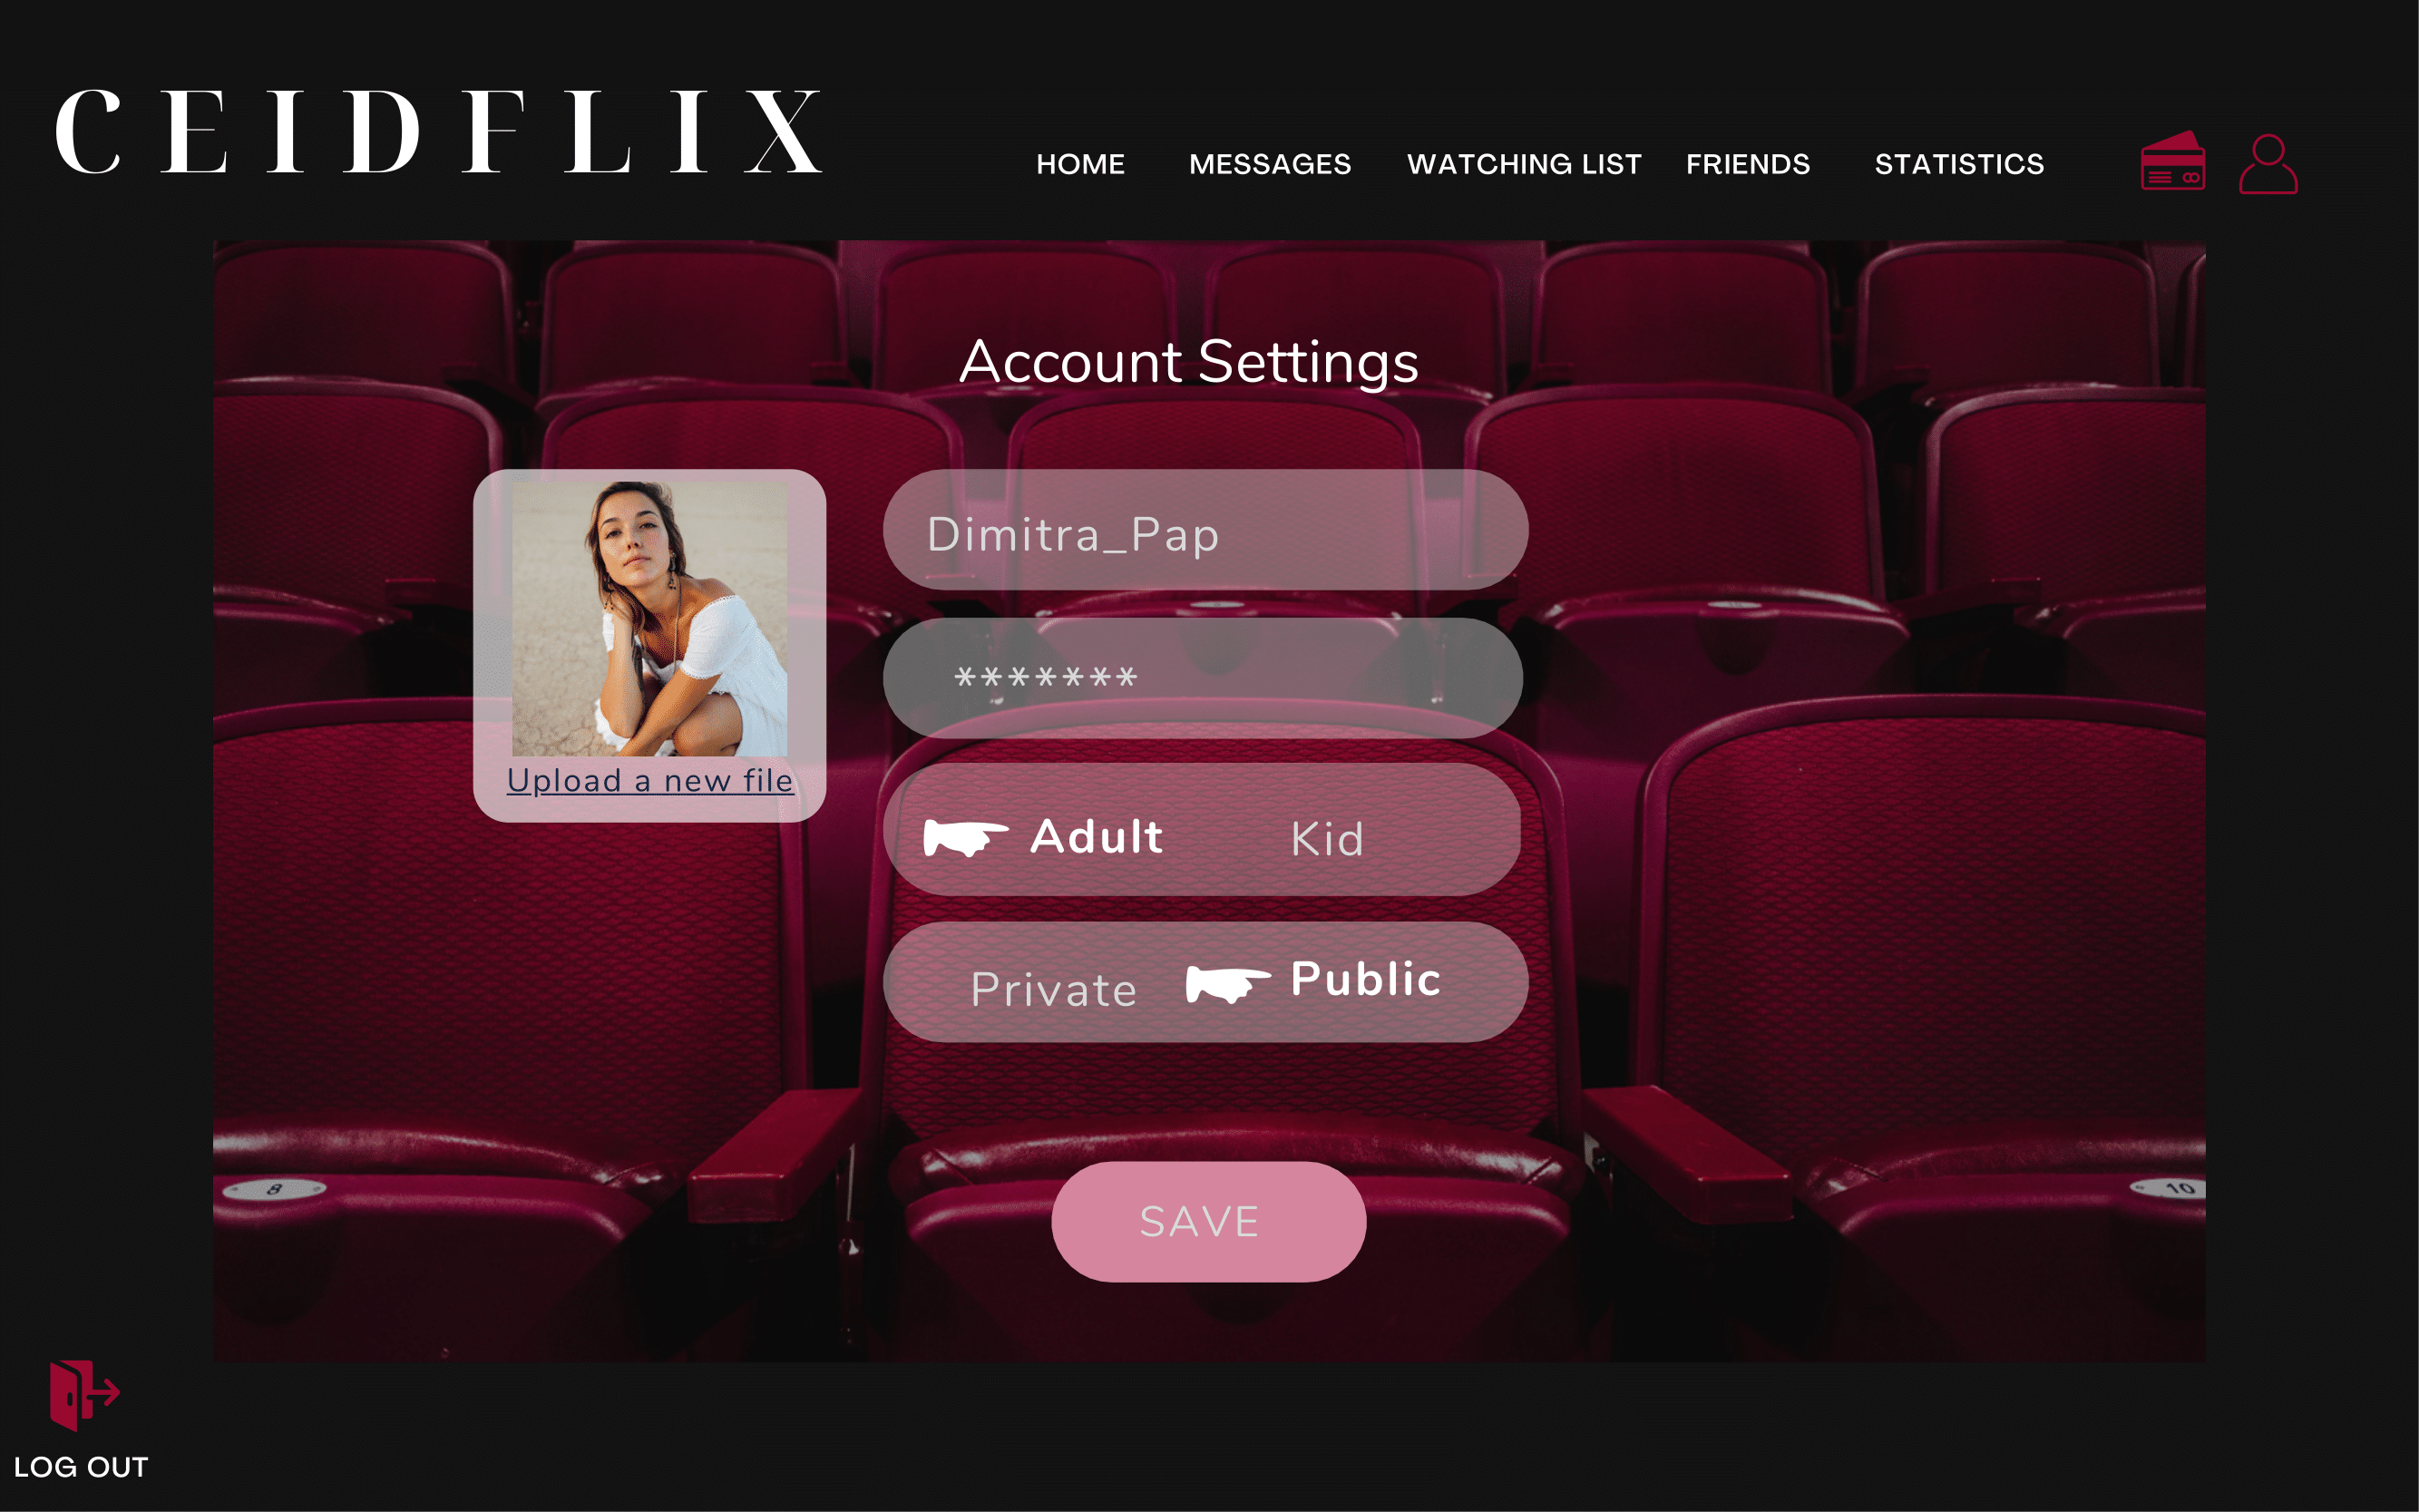 CEIDFLIX
HOME MESSAGES WATCHING LIST FRIENDS STATISTICS
Account Settings
Dimitra_Pap
*******
Upload a new file
Adult Kid
Private Public
8
10
SAVE
LOG OUT